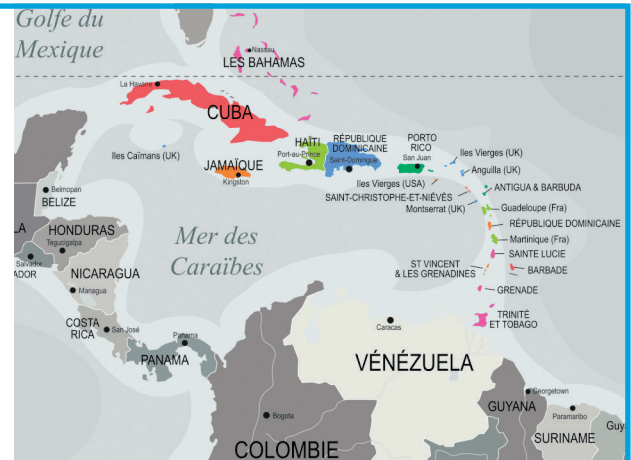 Golfe du
Mexique
Nassau
LES BAHAMAS
La Havane
CUBA
HAÏTI
Port-au-Prince
RÉPUBLIQUE
DOMINICAINE
Saint-Domingue
PORTO
RICO
San Juan
Iles Vierges (UK)
Anguilla (UK)
Iles Caïmans (UK)
JAMAÏQUE
Kingston
Iles Vierges (USA)
SAINT-CHRISTOPHE-ET-NIÉVÈS
Montserrat (UK)
ANTIGUA & BARBUDA
Guadeloupe (Fra)
RÉPUBLIQUE DOMINICAINE
Martinique (Fra)
SAINTE LUCIE
ST VINCENT
& LES GRENADINES
BARBADE
GRENADE
TRINITÉ
ET TOBAGO
Belmopan
BELIZE
LA
HONDURAS
Tegucigalpa
Salvador
ADOR
NICARAGUA
Managua
Mer des
Caraïbes
COSTA
RICA
San José
Panama
PANAMA
Caracas
VÉNÉZUELA
Georgetown
GUYANA
Paramaribo
SURINAME
Guy
Bogota
COLOMBIE